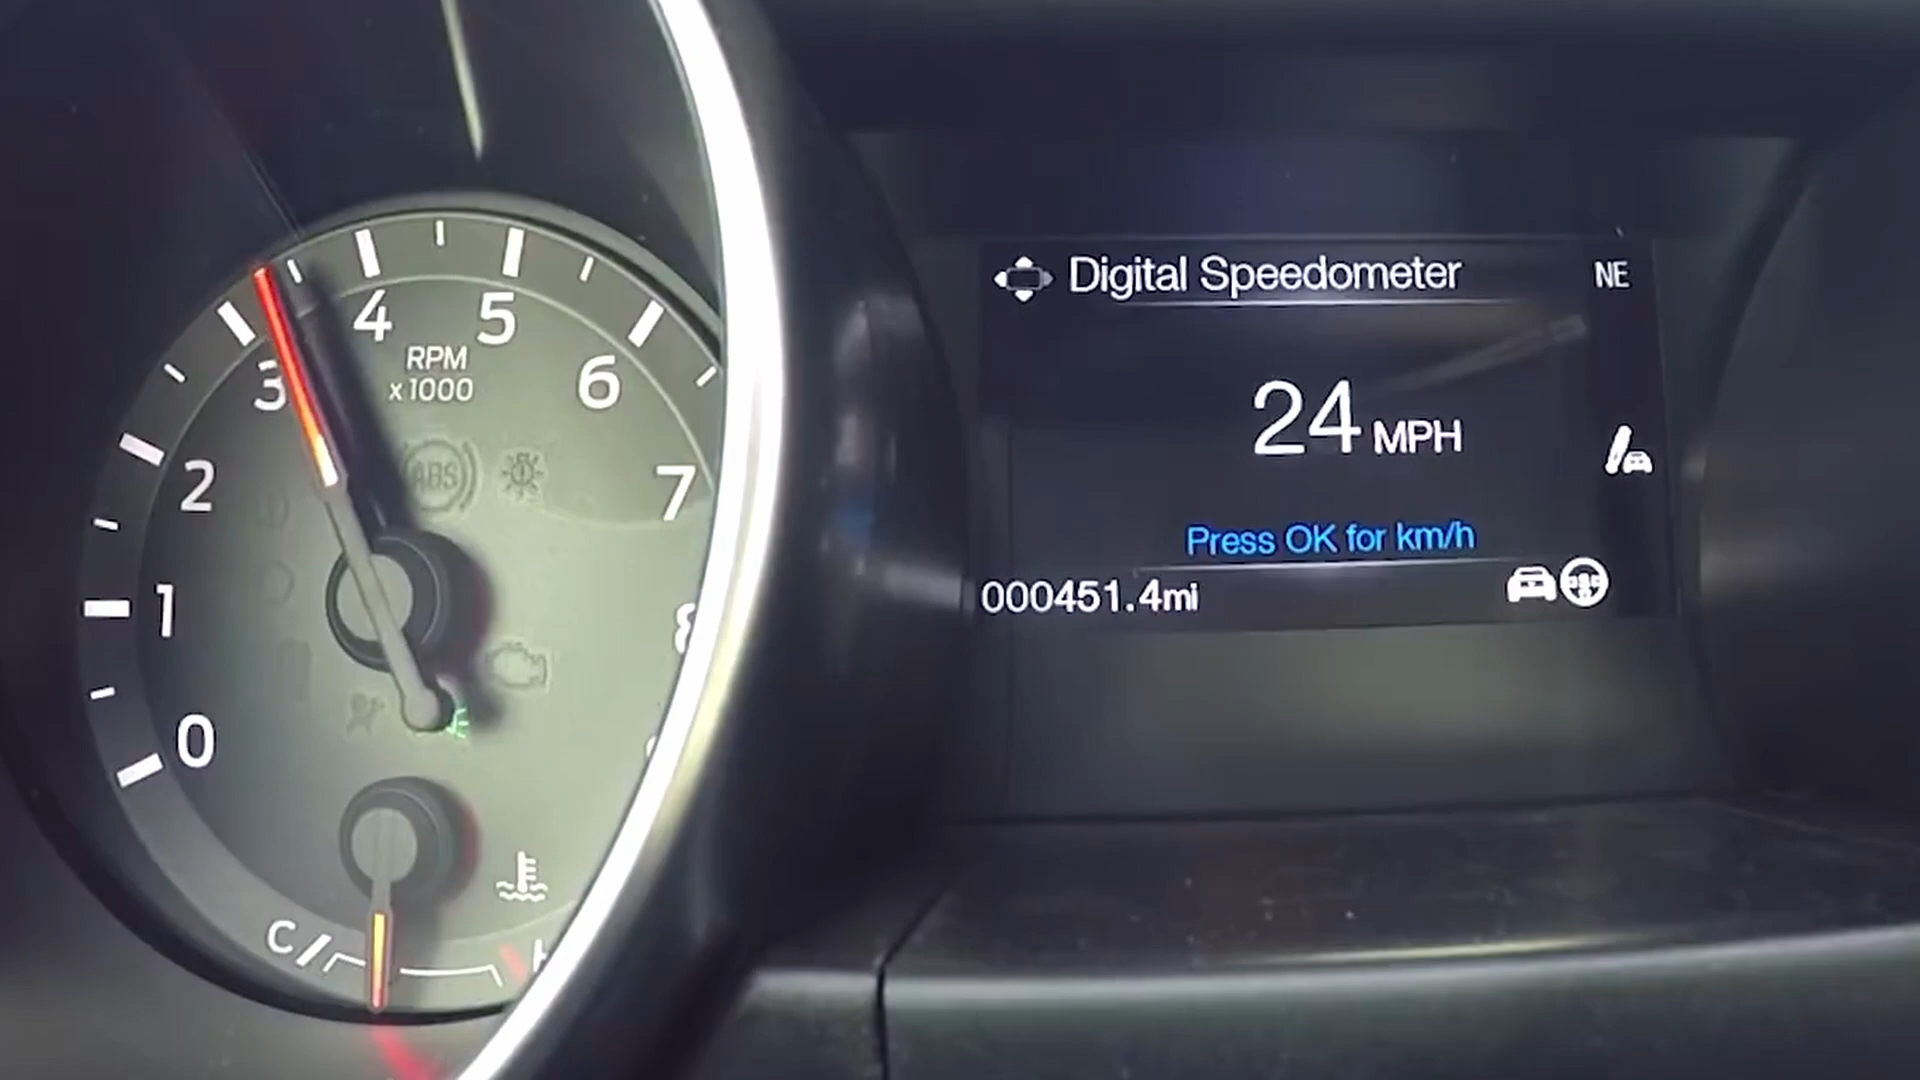 4 5
3 6
RPM
x1000
ABS
2 7
1 8
0
C
H
Digital Speedometer NE
24 MPH
Press OK for km/h
000451.4mi